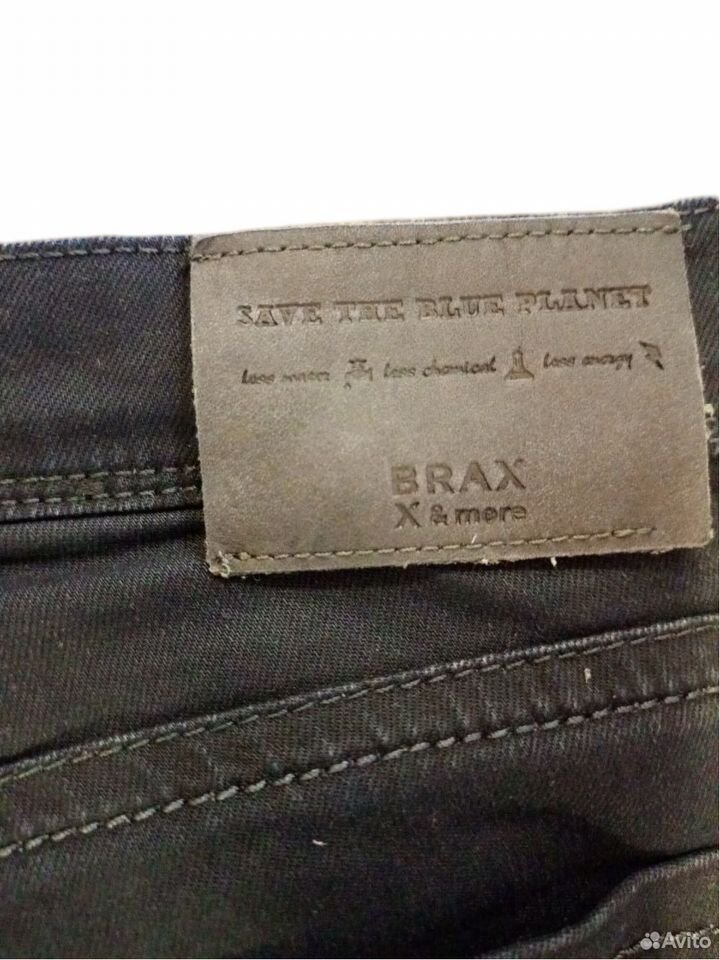 SAVE THE BLUE PLANET
less water less chemical less energy
BRAX
X & more
Avito